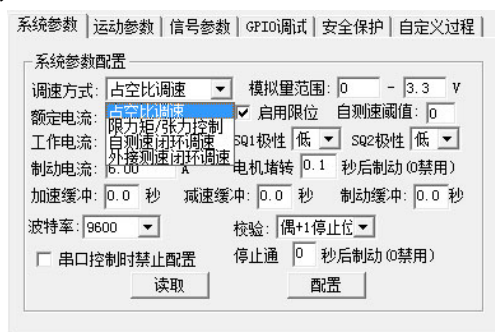 系统参数 运动参数 信号参数 GPIO调试 安全保护 自定义过程
系统参数配置
调速方式: 占空比调速 模拟量范围: 0 - 3.3 V
额定电流: 占空比调速 启用限位 自测速阈值: 0
限力矩/张力控制
工作电流: 自测速闭环调速 SQ1极性 低 SQ2极性 低
外接测速闭环调速
制动电流: 6.00 A 电机堵转 0.1 秒后制动(0禁用)
加速缓冲: 0.0 秒 减速缓冲: 0.0 秒 制动缓冲: 0.0 秒
波特率: 9600 校验: 偶+1停止位
串口控制时禁止配置 停止通 0 秒后制动(0禁用)
读取 配置